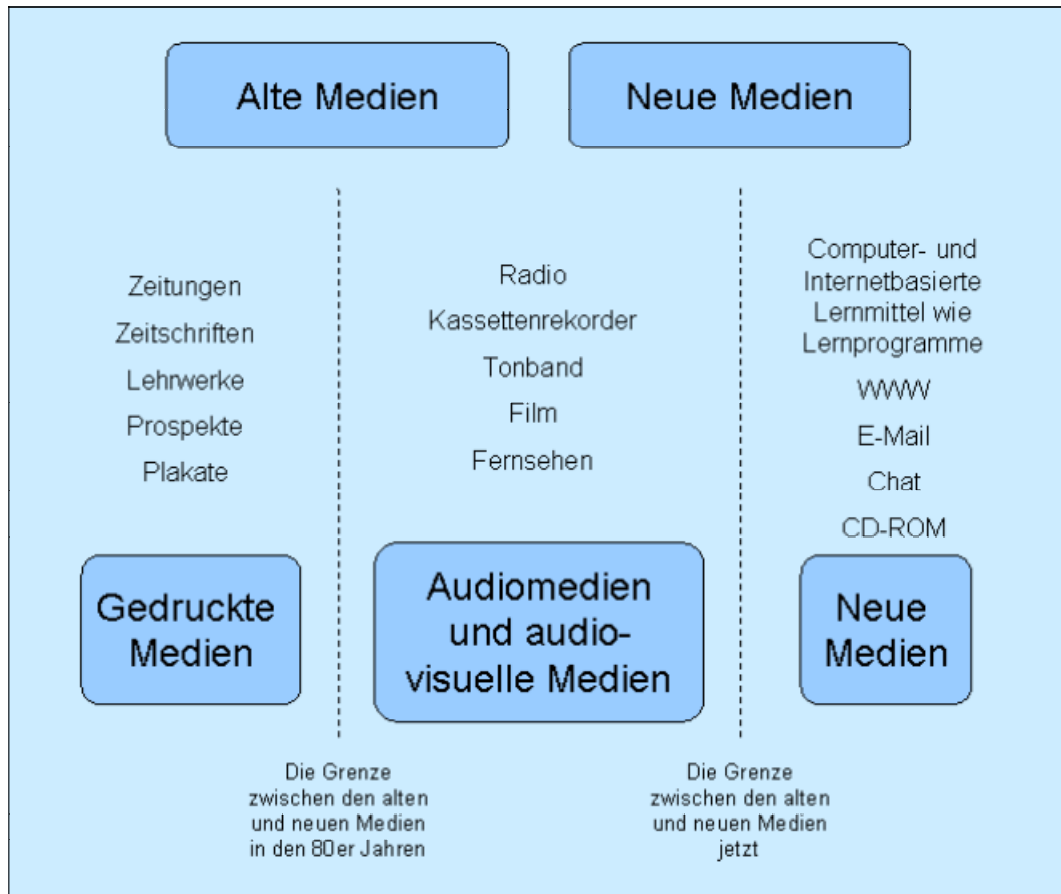 Alte Medien
Neue Medien
Zeitungen
Zeitschriften
Lehrwerke
Prospekte
Plakate
Radio
Kassettenrekorder
Tonband
Film
Fernsehen
Computer- und
Internetbasierte
Lernmittel wie
Lernprogramme
WWW
E-Mail
Chat
CD-ROM
Gedruckte
Medien
Audiomedien
und audio-
visuelle Medien
Neue
Medien
Die Grenze
zwischen den alten
und neuen Medien
in den 80er Jahren
Die Grenze
zwischen den alten
und neuen Medien
jetzt